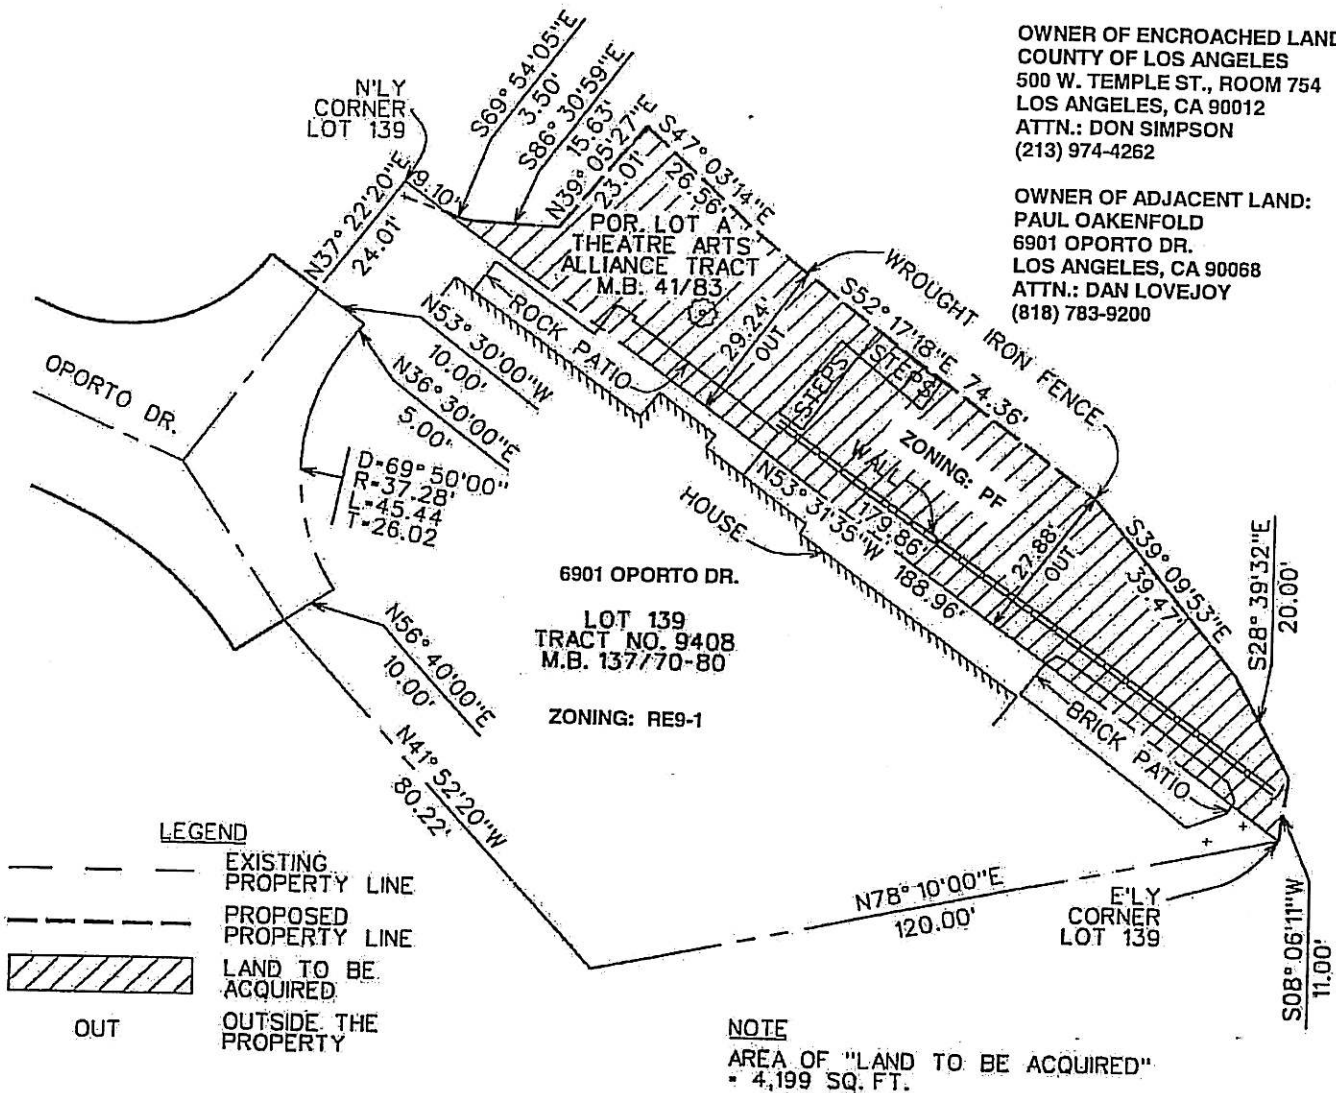 OWNER OF ENCROACHED LAND
COUNTY OF LOS ANGELES
500 W. TEMPLE ST., ROOM 754
LOS ANGELES, CA 90012
ATTN.: DON SIMPSON
(213) 974-4262
OWNER OF ADJACENT LAND:
PAUL OAKENFOLD
6901 OPORTO DR.
LOS ANGELES, CA 90068
ATTN.: DAN LOVEJOY
(818) 783-9200
N'LY
CORNER
LOT 139
S69° 54'05"E
3.50'
S86° 30'59"E
15.63'
N39° 05'27"E
23.01'
S47° 03'14"E
26.56'
N37° 22'20"E
24.01'
9.10'
POR. LOT A
THEATRE ARTS
ALLIANCE TRACT
M.B. 41/83
WROUGHT IRON FENCE
S52° 17'18"E 74.36'
29.24'
OUT
STEPS
STEPS
ROCK PATIO
N53° 30'00"W
10.00'
N36° 30'00"E
5.00'
OPORTO DR.
D=69° 50'00"
R=37.28'
L=45.44
T=26.02
ZONING: PF
WALL
N53° 31'35"W 188.96'
179.86'
HOUSE
27.88'
OUT
S39° 09'53"E
39.47'
S28° 39'32"E
20.00'
6901 OPORTO DR.
LOT 139
TRACT NO. 9408
M.B. 137/70-80
ZONING: RE9-1
N56° 40'00"E
10.00'
BRICK PATIO
N41° 52'20"W
80.22'
N78° 10'00"E
120.00'
E'LY
CORNER
LOT 139
S08° 06'11"W
11.00'
LEGEND
EXISTING
PROPERTY LINE
PROPOSED
PROPERTY LINE
LAND TO BE
ACQUIRED
OUT
OUTSIDE THE
PROPERTY
NOTE
AREA OF "LAND TO BE ACQUIRED"
= 4,199 SQ. FT.